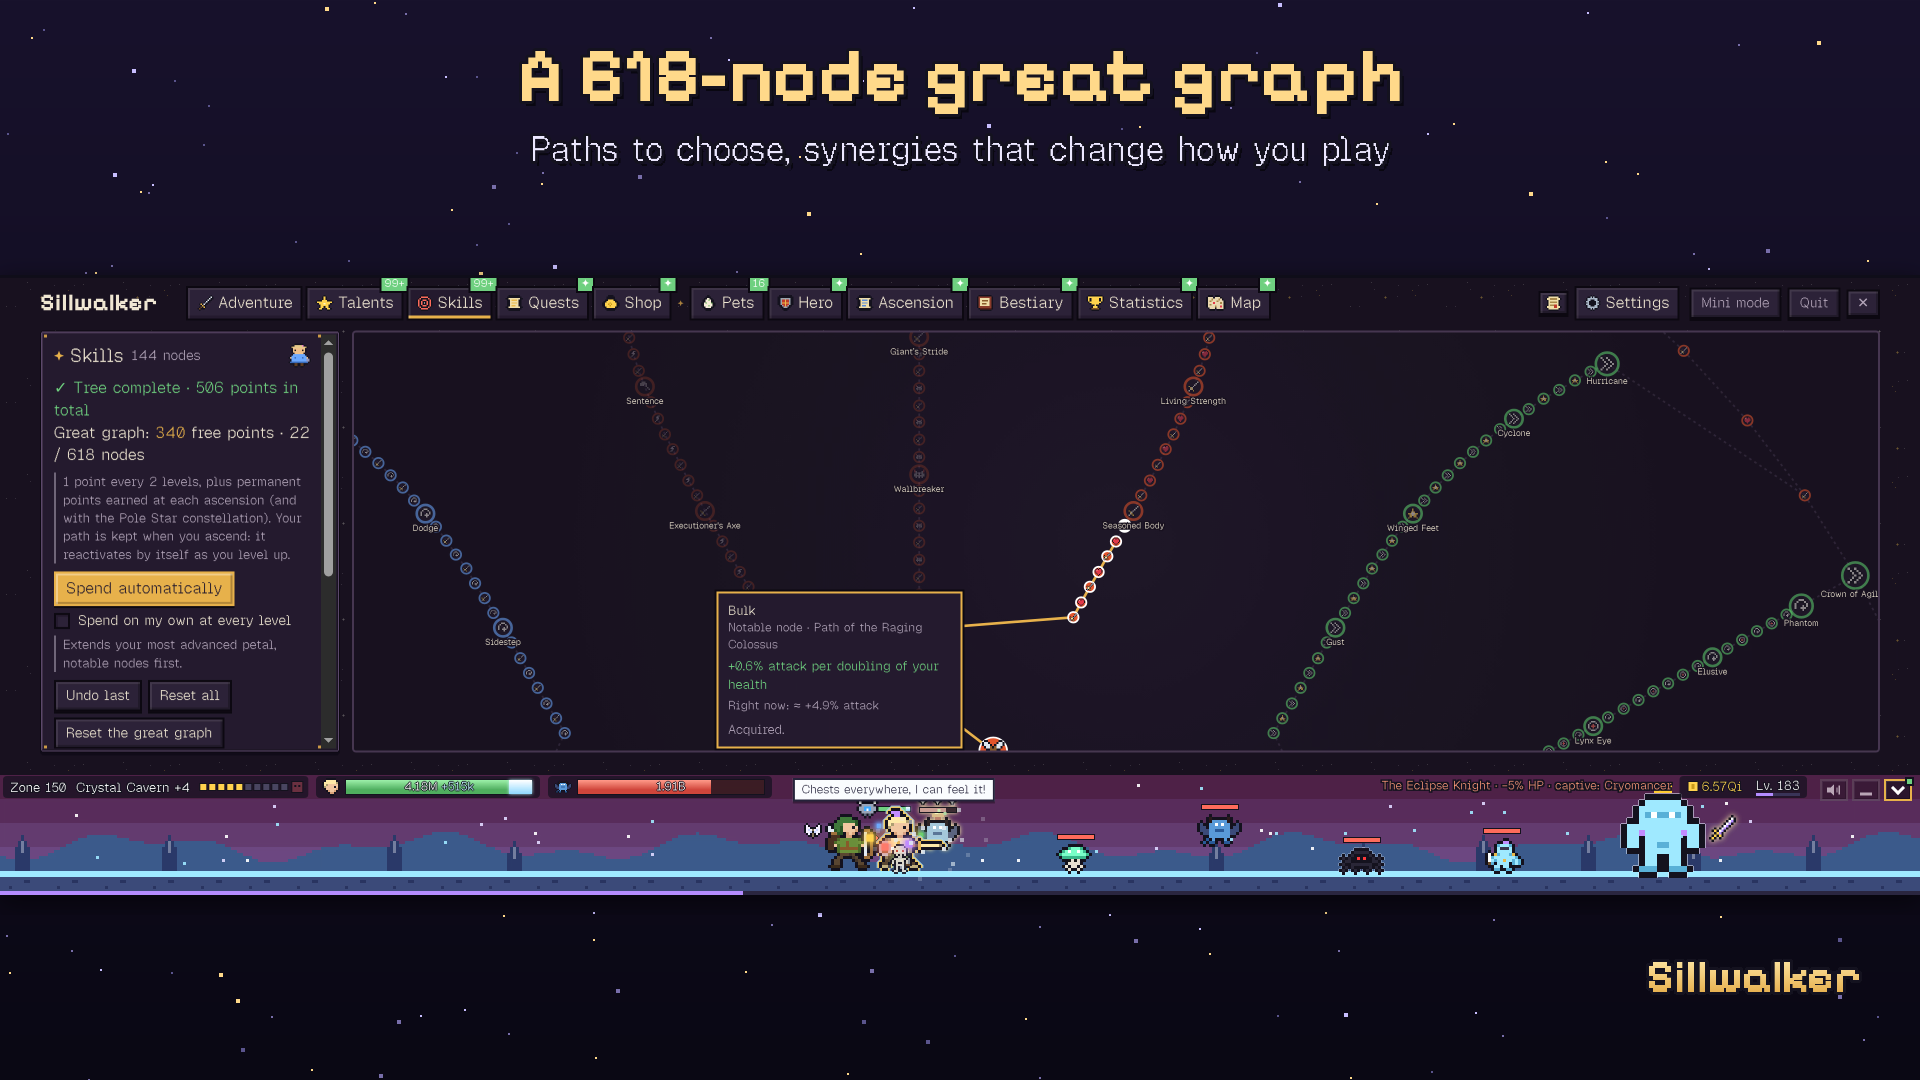 A 618-node great graph
Paths to choose, synergies that change how you play
Sillwalker
Adventure
Talents
99+
Skills
99+
Quests
Shop
Pets
16
Hero
Ascension
Bestiary
Statistics
Map
Settings
Mini mode
Quit
Skills 144 nodes
✓ Tree complete · 506 points in
total
Great graph: 340 free points · 22
/ 618 nodes
1 point every 2 levels, plus permanent
points earned at each ascension (and
with the Pole Star constellation). Your
path is kept when you ascend: it
reactivates by itself as you level up.
Spend automatically
Spend on my own at every level
Extends your most advanced petal,
notable nodes first.
Undo last
Reset all
Reset the great graph
Giant's Stride
Sentence
Living Strength
Hurricane
Cyclone
Wallbreaker
Dodge
Executioner's Axe
Seasoned Body
Winged Feet
Crown of Agil
Phantom
Sidestep
Gust
Elusive
Lynx Eye
Bulk
Notable node · Path of the Raging
Colossus
+0.6% attack per doubling of your
health
Right now: ≈ +4.9% attack
Acquired.
Zone 150 Crystal Cavern +4
4.18M +515k
1.91B
Chests everywhere, I can feel it!
The Eclipse Knight · -5% HP · captive: Cryomancer
6.57Qi
Lv. 183
Sillwalker